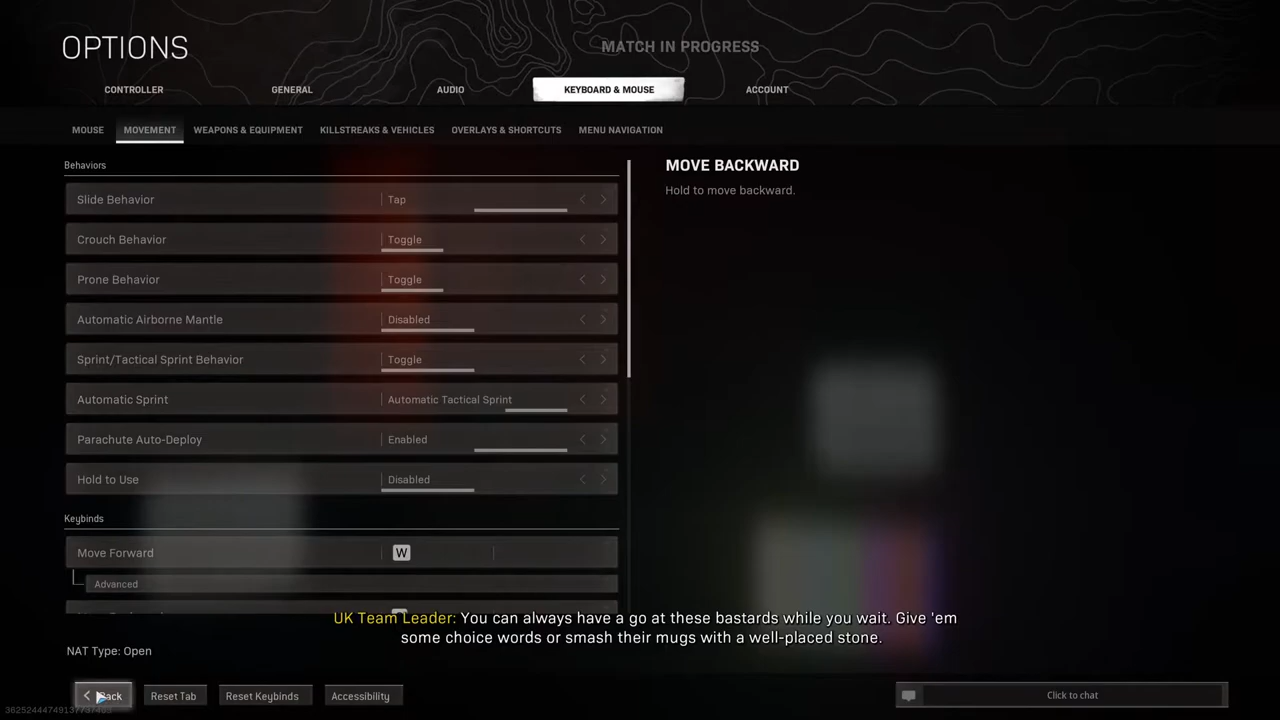 OPTIONS
MATCH IN PROGRESS
CONTROLLER GENERAL AUDIO KEYBOARD & MOUSE ACCOUNT
MOUSE MOVEMENT WEAPONS & EQUIPMENT KILLSTREAKS & VEHICLES OVERLAYS & SHORTCUTS MENU NAVIGATION
Behaviors
Slide Behavior Tap
Crouch Behavior Toggle
Prone Behavior Toggle
Automatic Airborne Mantle Disabled
Sprint/Tactical Sprint Behavior Toggle
Automatic Sprint Automatic Tactical Sprint
Parachute Auto-Deploy Enabled
Hold to Use Disabled
Keybinds
Move Forward W
Advanced
MOVE BACKWARD
Hold to move backward.
UK Team Leader: You can always have a go at these bastards while you wait. Give 'em
some choice words or smash their mugs with a well-placed stone.
NAT Type: Open
Back Reset Tab Reset Keybinds Accessibility
Click to chat